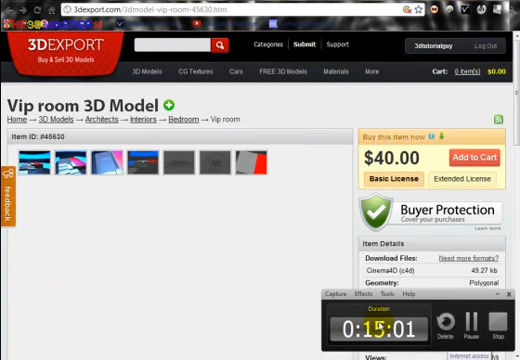 3dexport.com/3dmodel-vip-room-45630.htm
3DEXPORT
Buy & Sell 3D Models
Categories Submit Support
3dtutorialguy Log Out
3D Models CG Textures Cars FREE 3D Models Materials More
Cart: 0 item(s) $0.00
Vip room 3D Model
Home → 3D Models → Architects → Interiors → Bedroom → Vip room
Item ID: #45630
Buy this item now
$40.00 Add to Cart
Basic License Extended License
Buyer Protection
Cover your purchases
Learn more
Item Details
Download Files: Need more formats?
Cinema4D (c4d) 49.27 kb
Geometry: Polygonal
feedback
Capture Effects Tools Help
Duration
0:15:01
Delete Pause Stop
Views:
Internet access